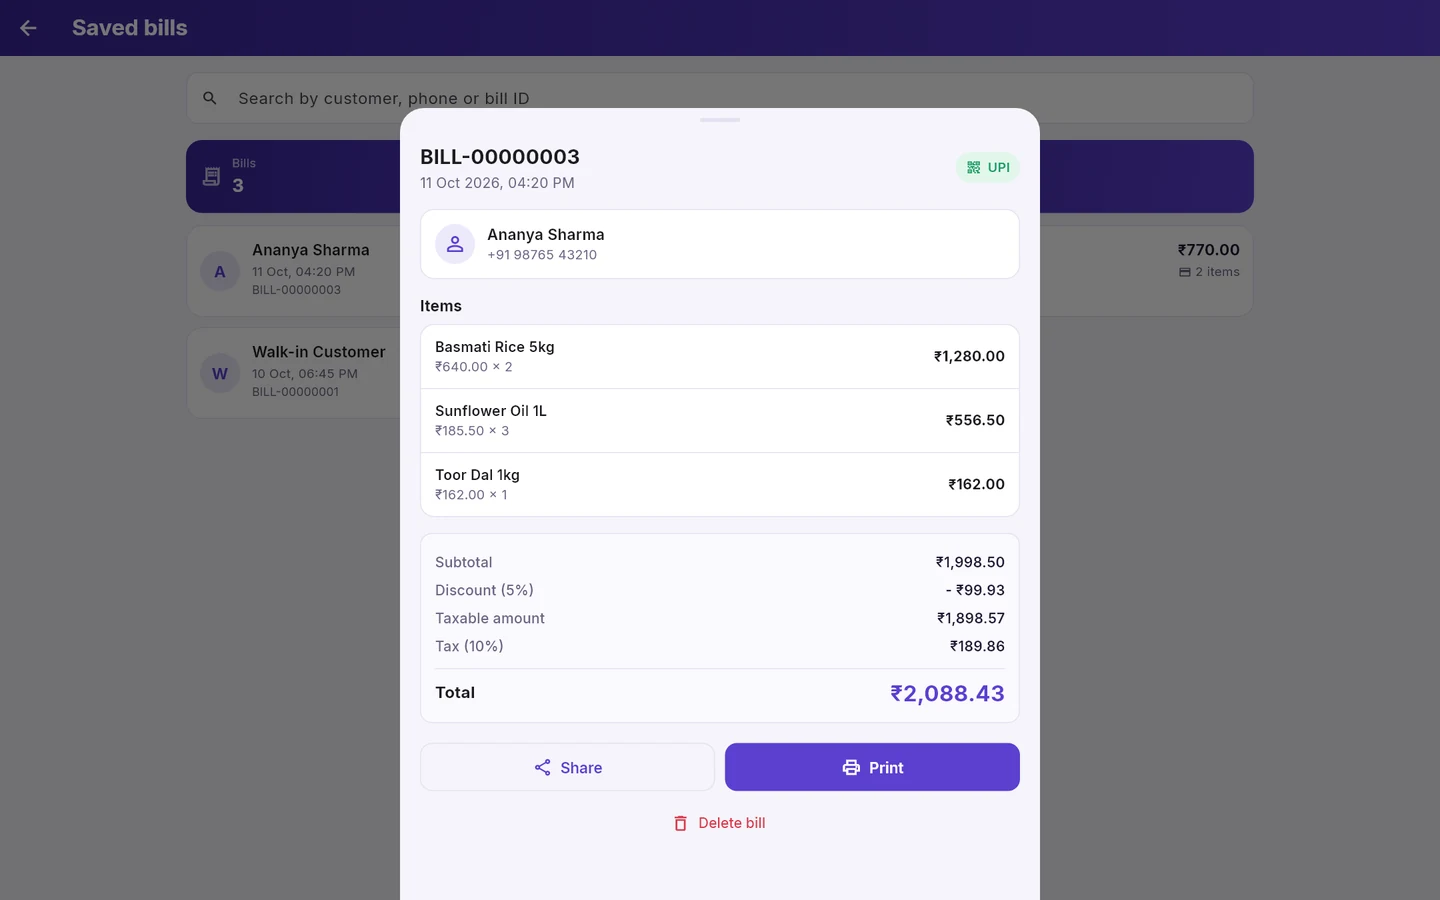 Saved bills
Search by customer, phone or bill ID
Bills
3
Ananya Sharma
11 Oct, 04:20 PM
BILL-00000003
A
₹770.00
2 items
Walk-in Customer
10 Oct, 06:45 PM
BILL-00000001
W
BILL-00000003
11 Oct 2026, 04:20 PM
UPI
Ananya Sharma
+91 98765 43210
Items
Basmati Rice 5kg
₹640.00 × 2
₹1,280.00
Sunflower Oil 1L
₹185.50 × 3
₹556.50
Toor Dal 1kg
₹162.00 × 1
₹162.00
Subtotal ₹1,998.50
Discount (5%) - ₹99.93
Taxable amount ₹1,898.57
Tax (10%) ₹189.86
Total ₹2,088.43
Share
Print
Delete bill